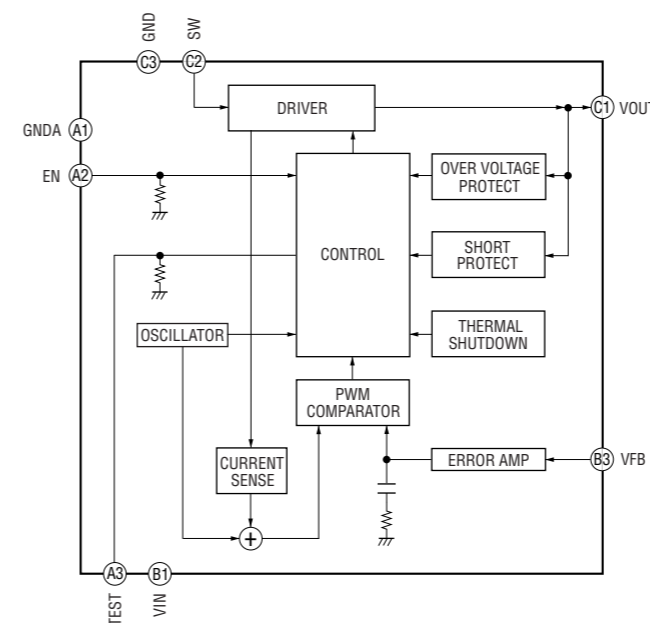 GND
SW
C3
C2
DRIVER
C1 VOUT
GNDA A1
EN A2
OVER VOLTAGE
PROTECT
CONTROL
SHORT
PROTECT
OSCILLATOR
THERMAL
SHUTDOWN
PWM
COMPARATOR
CURRENT
SENSE
ERROR AMP
B3 VFB
+
A3
B1
TEST
VIN